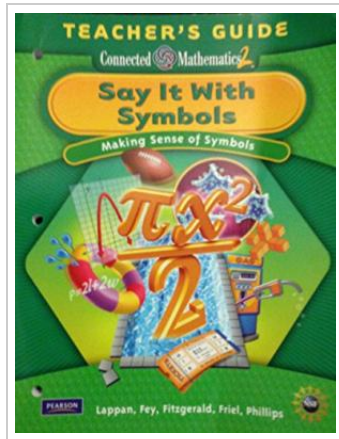 TEACHER'S GUIDE
Connected Mathematics 2
Say It With
Symbols
Making Sense of Symbols
πx²
2
p=2l+2w
PEARSON
Lappan, Fey, Fitzgerald, Friel, Phillips